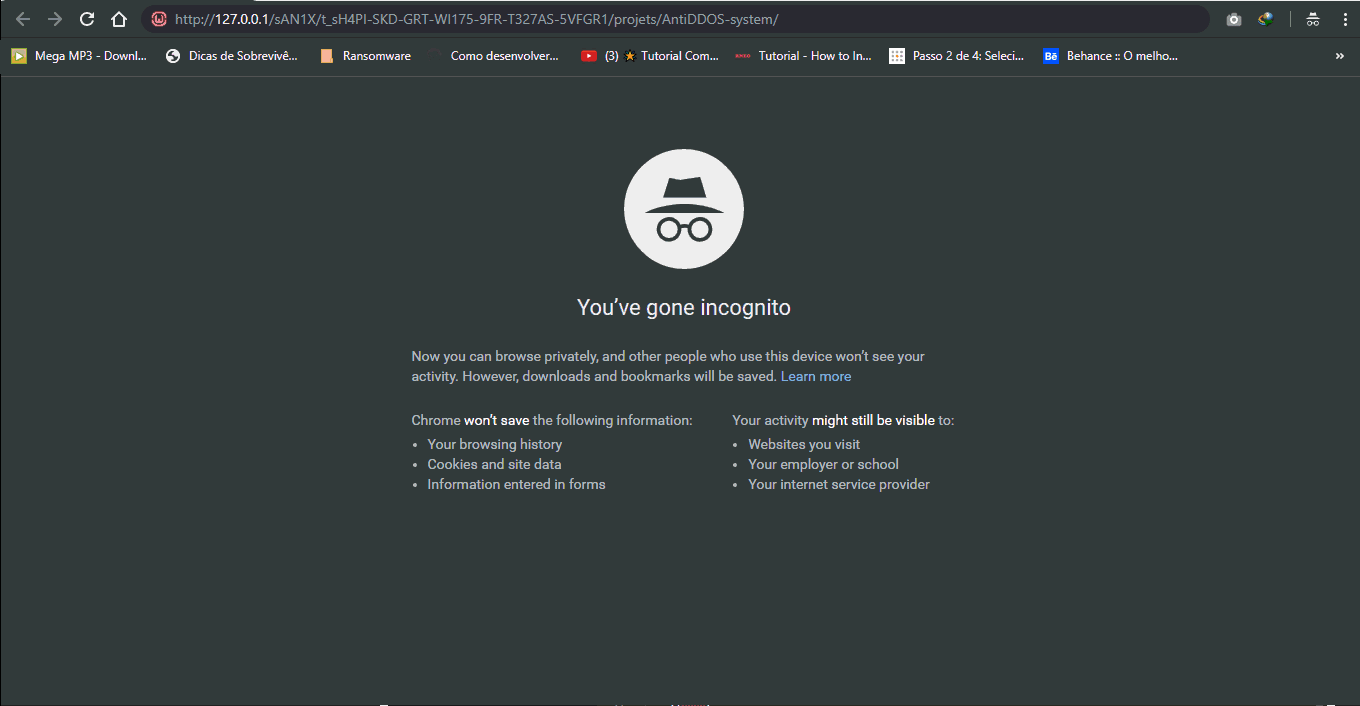 http://127.0.0.1/sAN1X/t_sH4PI-SKD-GRT-WI175-9FR-T327AS-5VFGR1/projets/AntiDDOS-system/
Mega MP3 - Downl... Dicas de Sobrevivê... Ransomware Como desenvolver... (3) ★ Tutorial Com... Tutorial - How to In... Passo 2 de 4: Seleci... Bē Behance :: O melho... »
You've gone incognito
Now you can browse privately, and other people who use this device won't see your
activity. However, downloads and bookmarks will be saved. Learn more
Chrome won't save the following information:
• Your browsing history
• Cookies and site data
• Information entered in forms
Your activity might still be visible to:
• Websites you visit
• Your employer or school
• Your internet service provider